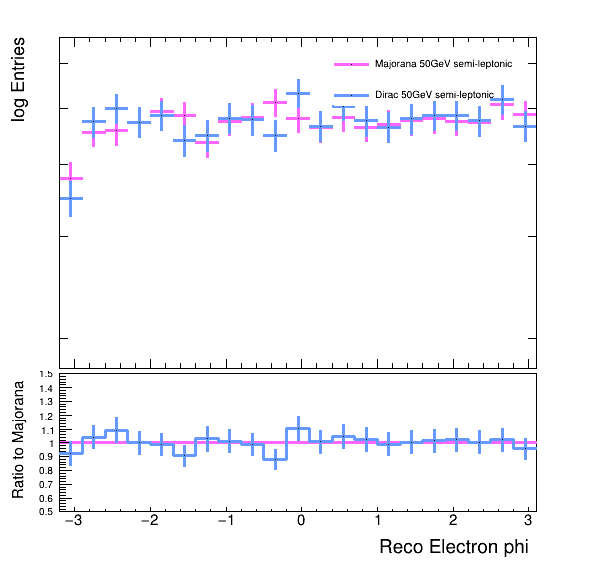 log Entries
Majorana 50GeV semi-leptonic
Dirac 50GeV semi-leptonic
Ratio to Majorana
1.5
1.4
1.3
1.2
1.1
1
0.9
0.8
0.7
0.6
0.5
−3 −2 −1 0 1 2 3
Reco Electron phi